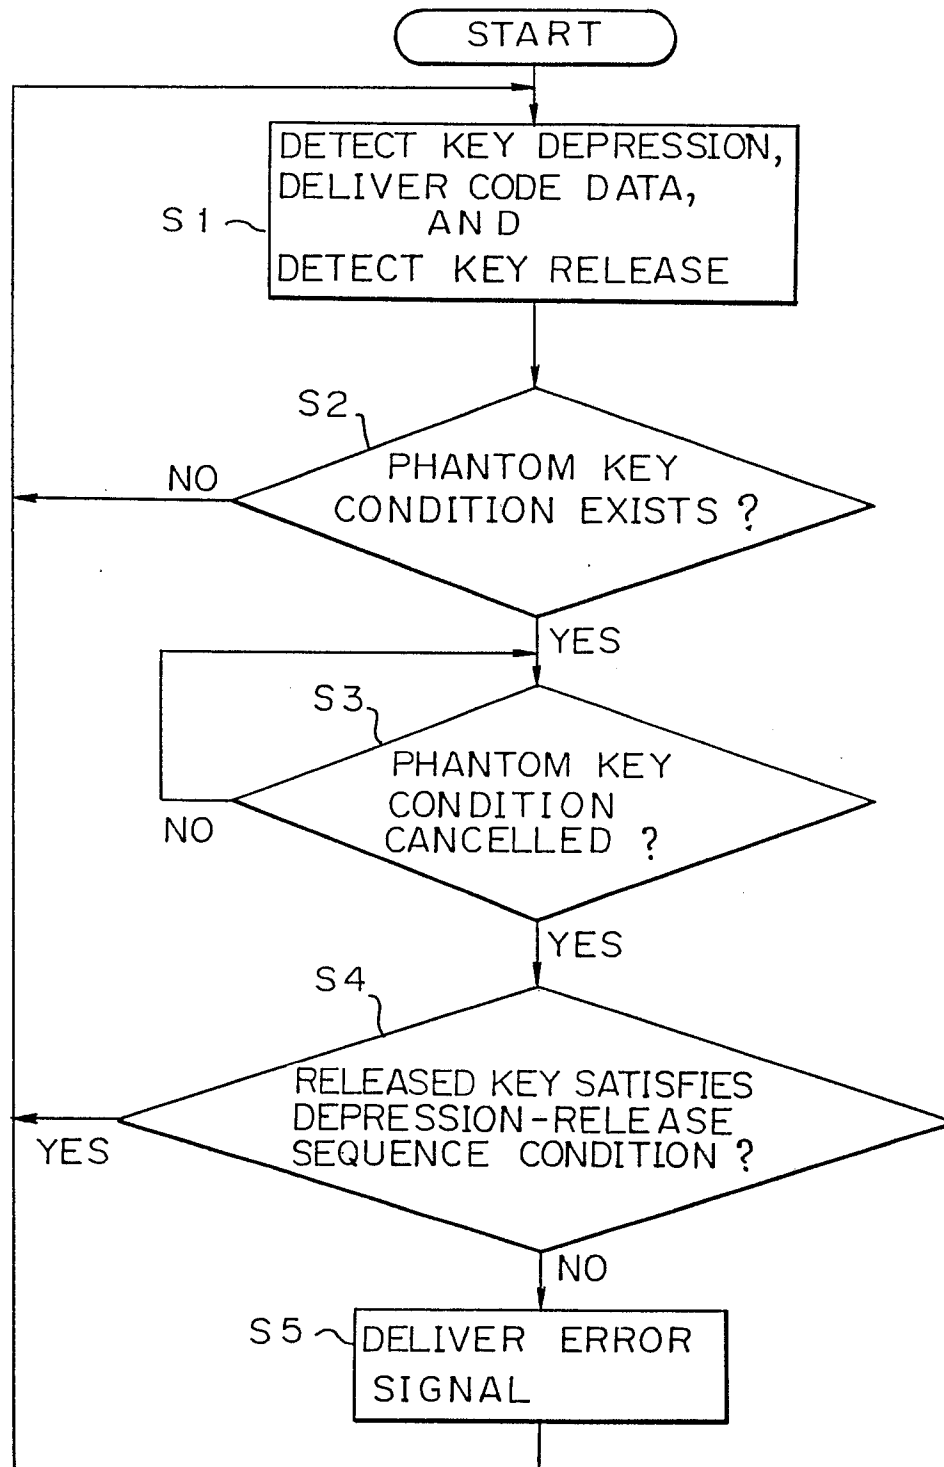 START
DETECT KEY DEPRESSION,
DELIVER CODE DATA,
AND
DETECT KEY RELEASE
S1
S2
PHANTOM KEY
CONDITION EXISTS ?
NO
YES
S3
PHANTOM KEY
CONDITION
CANCELLED ?
NO
YES
S4
RELEASED KEY SATISFIES
DEPRESSION-RELEASE
SEQUENCE CONDITION ?
YES
NO
S5
DELIVER ERROR
SIGNAL